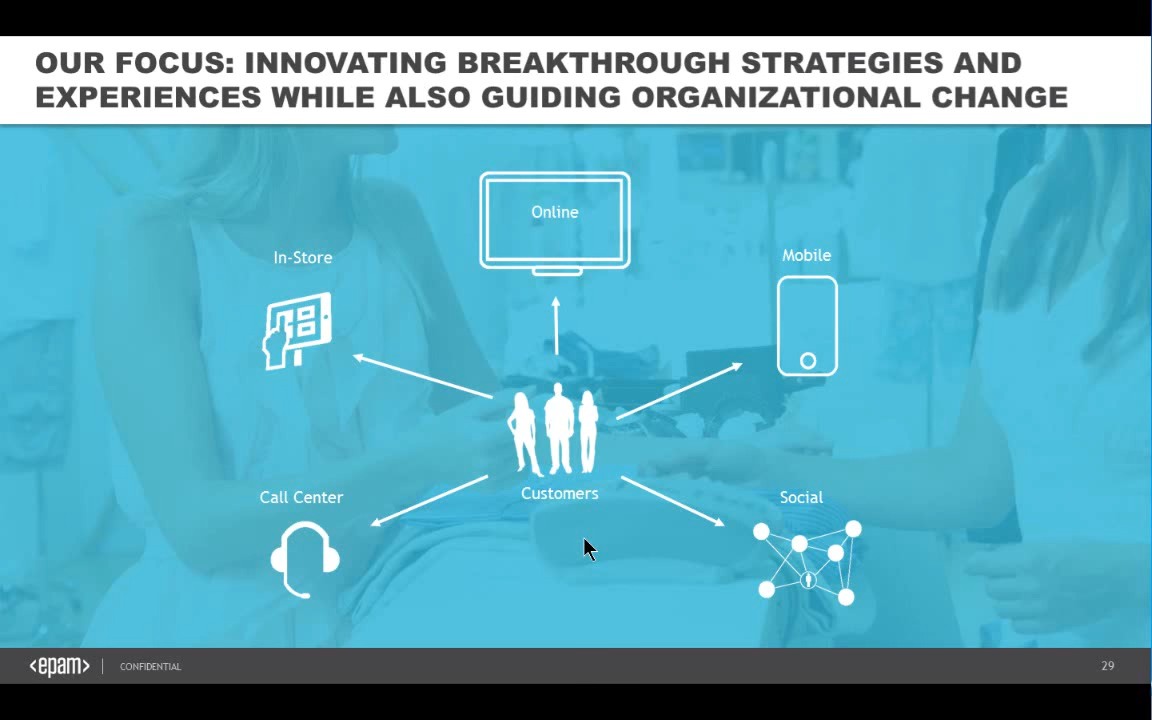 OUR FOCUS: INNOVATING BREAKTHROUGH STRATEGIES AND
EXPERIENCES WHILE ALSO GUIDING ORGANIZATIONAL CHANGE
Online
In-Store
Mobile
Call Center
Customers
Social
<epam> | CONFIDENTIAL
29